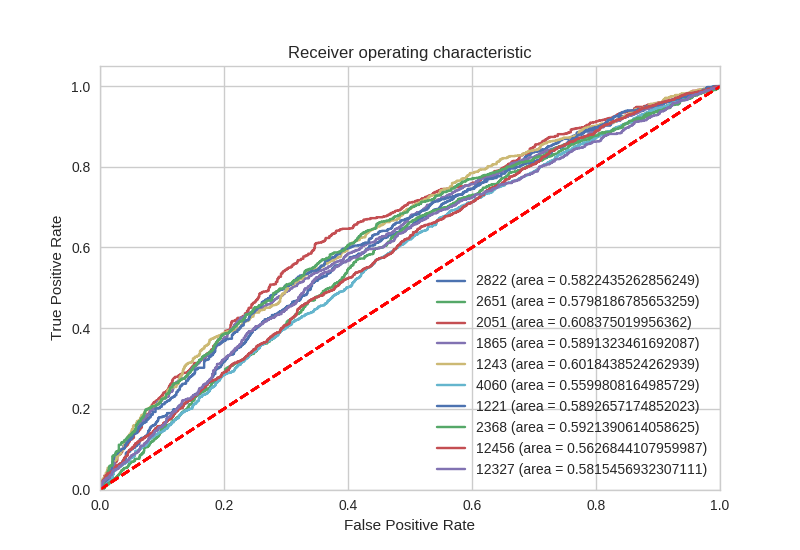 Receiver operating characteristic
True Positive Rate
1.0
0.8
0.6
0.4
0.2
0.0
2822 (area = 0.5822435262856249)
2651 (area = 0.5798186785653259)
2051 (area = 0.608375019956362)
1865 (area = 0.5891323461692087)
1243 (area = 0.6018438524262939)
4060 (area = 0.5599808164985729)
1221 (area = 0.5892657174852023)
2368 (area = 0.5921390614058625)
12456 (area = 0.5626844107959987)
12327 (area = 0.5815456932307111)
0.0 0.2 0.4 0.6 0.8 1.0
False Positive Rate